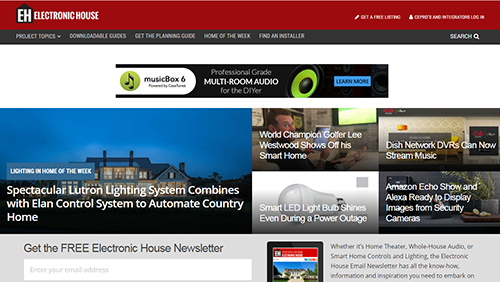 EH ELECTRONIC HOUSE
GET A FREE LISTING
CEPRO'S AND INTEGRATORS LOG IN
PROJECT TOPICS
DOWNLOADABLE GUIDES
GET THE PLANNING GUIDE
HOME OF THE WEEK
FIND AN INSTALLER
SEARCH
musicBox 6
Powered by CasaTunes
Professional Grade
MULTI-ROOM AUDIO
for the DIYer
LEARN MORE
LIGHTING IN HOME OF THE WEEK
Spectacular Lutron Lighting System Combines
with Elan Control System to Automate Country
Home
World Champion Golfer Lee
Westwood Shows Off his
Smart Home
Dish Network DVRs Can Now
Stream Music
Smart LED Light Bulb Shines
Even During a Power Outage
Amazon Echo Show and
Alexa Ready to Display
Images from Security
Cameras
Get the FREE Electronic House Newsletter
Enter your email address
ELECTRONIC HOUSE
Whether it's Home Theater, Whole-House Audio, or
Smart Home Controls and Lighting, the Electronic
House Email Newsletter has all the know-how,
information and inspiration you need to embark on